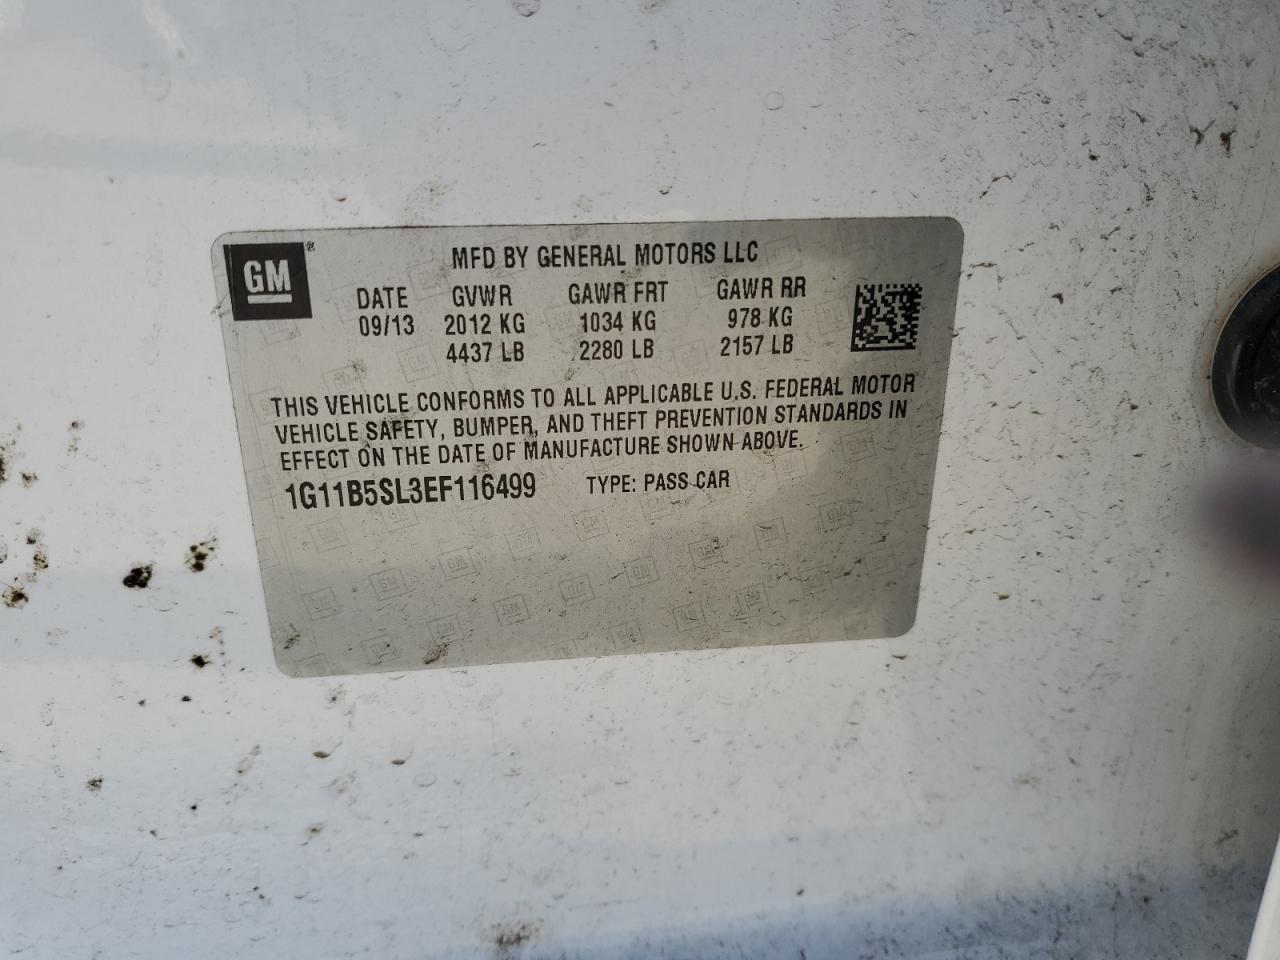 GM ®
MFD BY GENERAL MOTORS LLC
DATE GVWR GAWR FRT GAWR RR
09/13 2012 KG 1034 KG 978 KG
4437 LB 2280 LB 2157 LB
THIS VEHICLE CONFORMS TO ALL APPLICABLE U.S. FEDERAL MOTOR
VEHICLE SAFETY, BUMPER, AND THEFT PREVENTION STANDARDS IN
EFFECT ON THE DATE OF MANUFACTURE SHOWN ABOVE.
1G11B5SL3EF116499 TYPE: PASS CAR